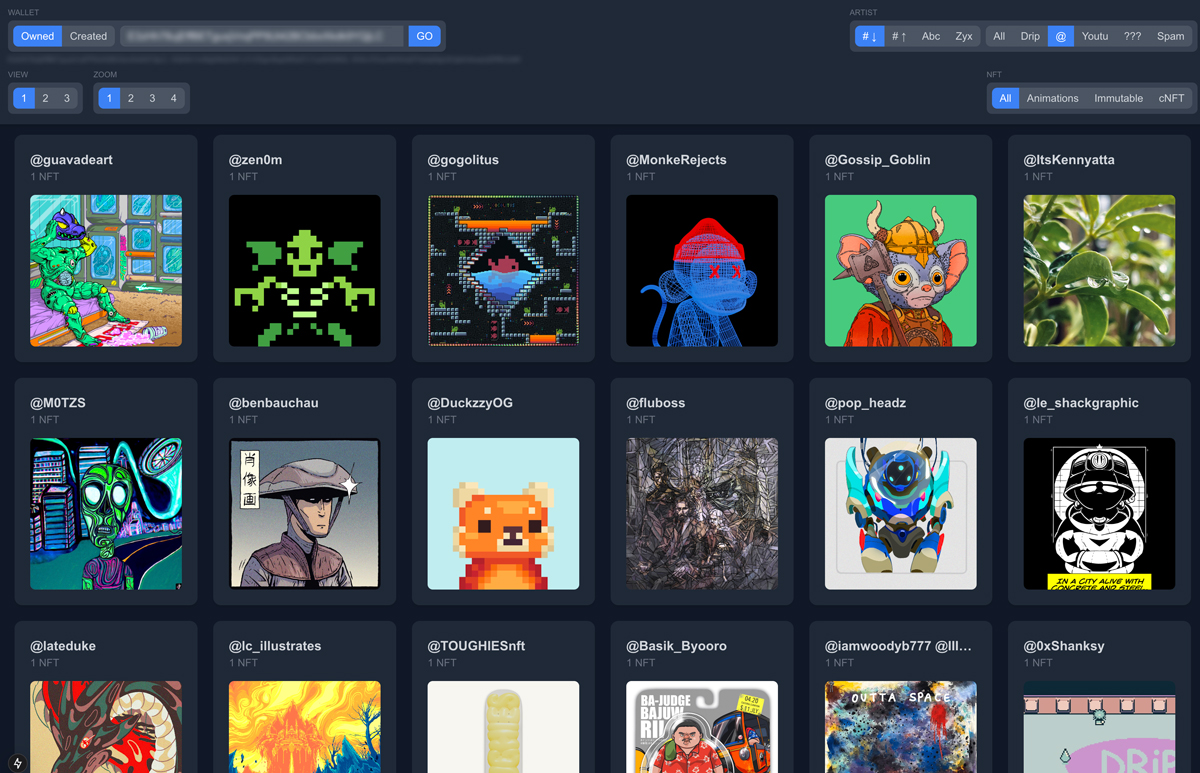 WALLET
ARTIST
Owned Created GO
# ↓ # ↑ Abc Zyx All Drip @ Youtu ??? Spam
VIEW ZOOM
NFT
1 2 3 1 2 3 4
All Animations Immutable cNFT
@guavadeart @zen0m @gogolitus @MonkeRejects @Gossip_Goblin @ItsKennyatta
1 NFT 1 NFT 1 NFT 1 NFT 1 NFT 1 NFT
@M0TZS @benbauchau @DuckzzyOG @fluboss @pop_headz @le_shackgraphic
1 NFT 1 NFT 1 NFT 1 NFT 1 NFT 1 NFT
肖像画
IN A CITY ALIVE WITH
CONCRETE AND STEEL
@lateduke @lc_illustrates @TOUGHIESnft @Basik_Byooro @iamwoodyb777 @Ill... @0xShanksy
1 NFT 1 NFT 1 NFT 1 NFT 1 NFT 1 NFT
BA-JUDGE
BAJUW
OUTTA SPACE
DRiP